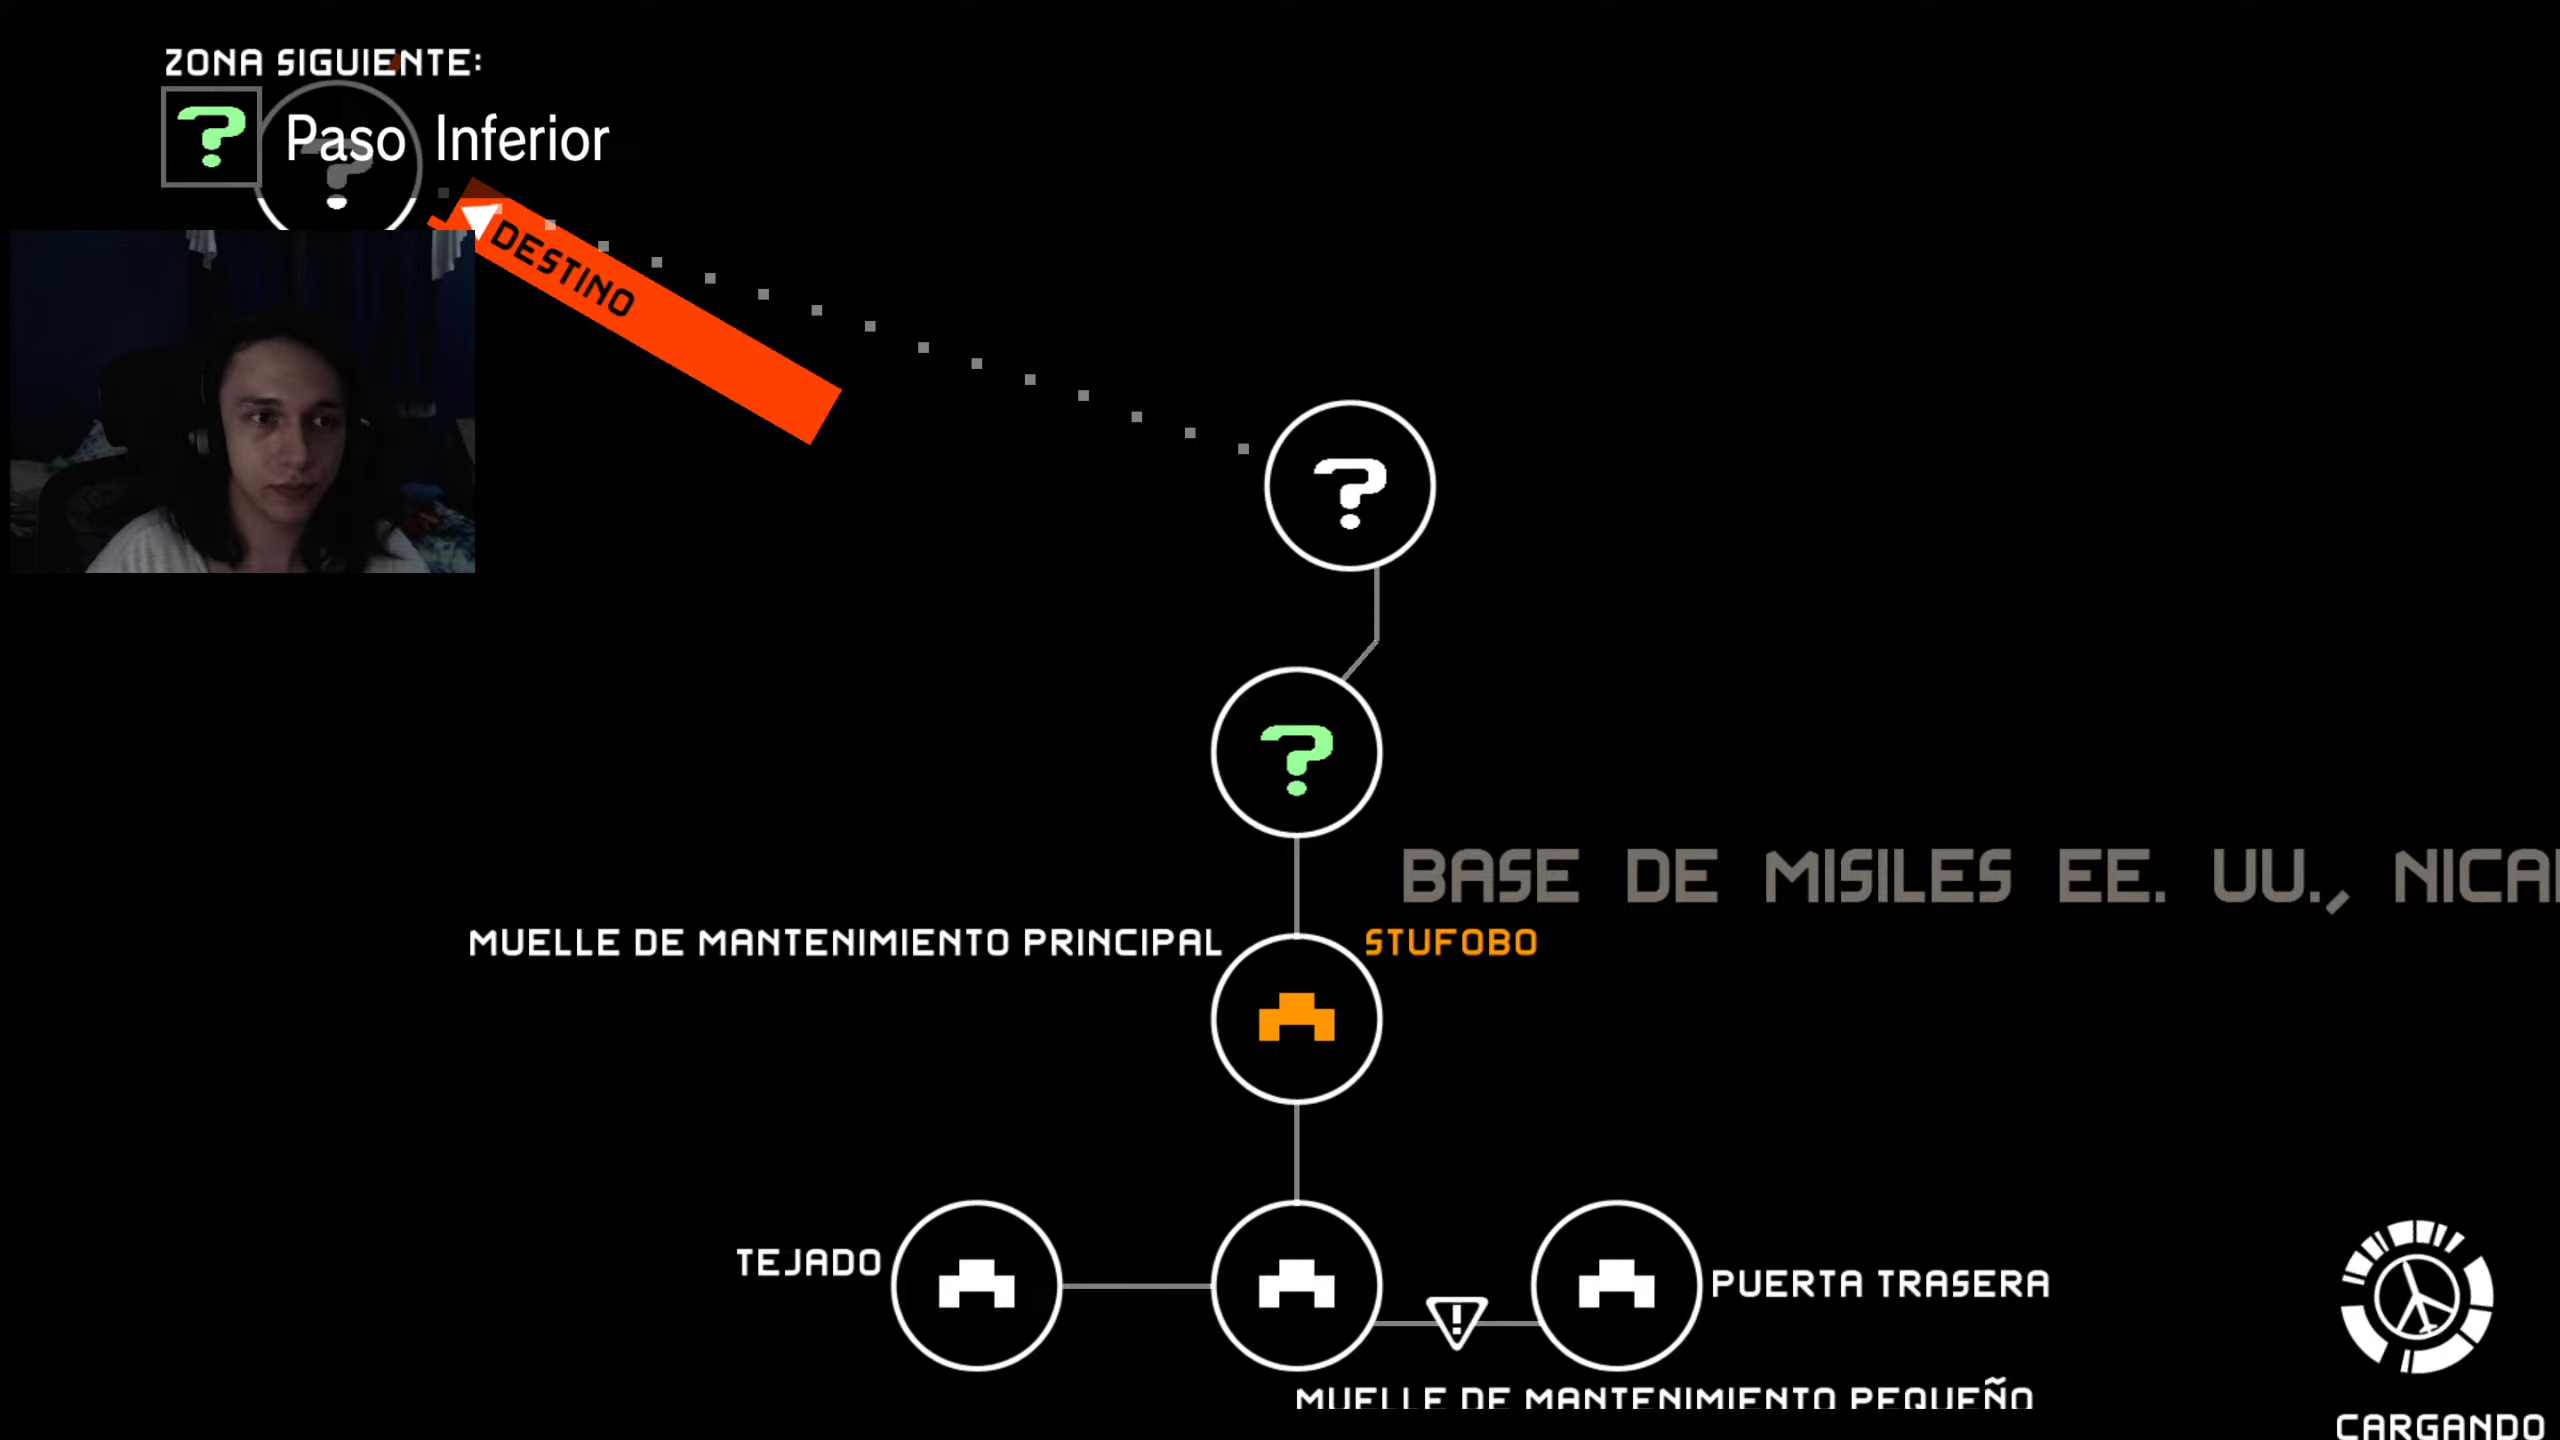 ZONA SIGUIENTE:
? Paso Inferior
?
DESTINO
?
?
BASE DE MISILES EE. UU.,
MUELLE DE MANTENIMIENTO PRINCIPAL
STUFOBO
TEJADO
!
PUERTA TRASERA
MUELLE DE MANTENIMIENTO PEQUEÑO
CARGANDO